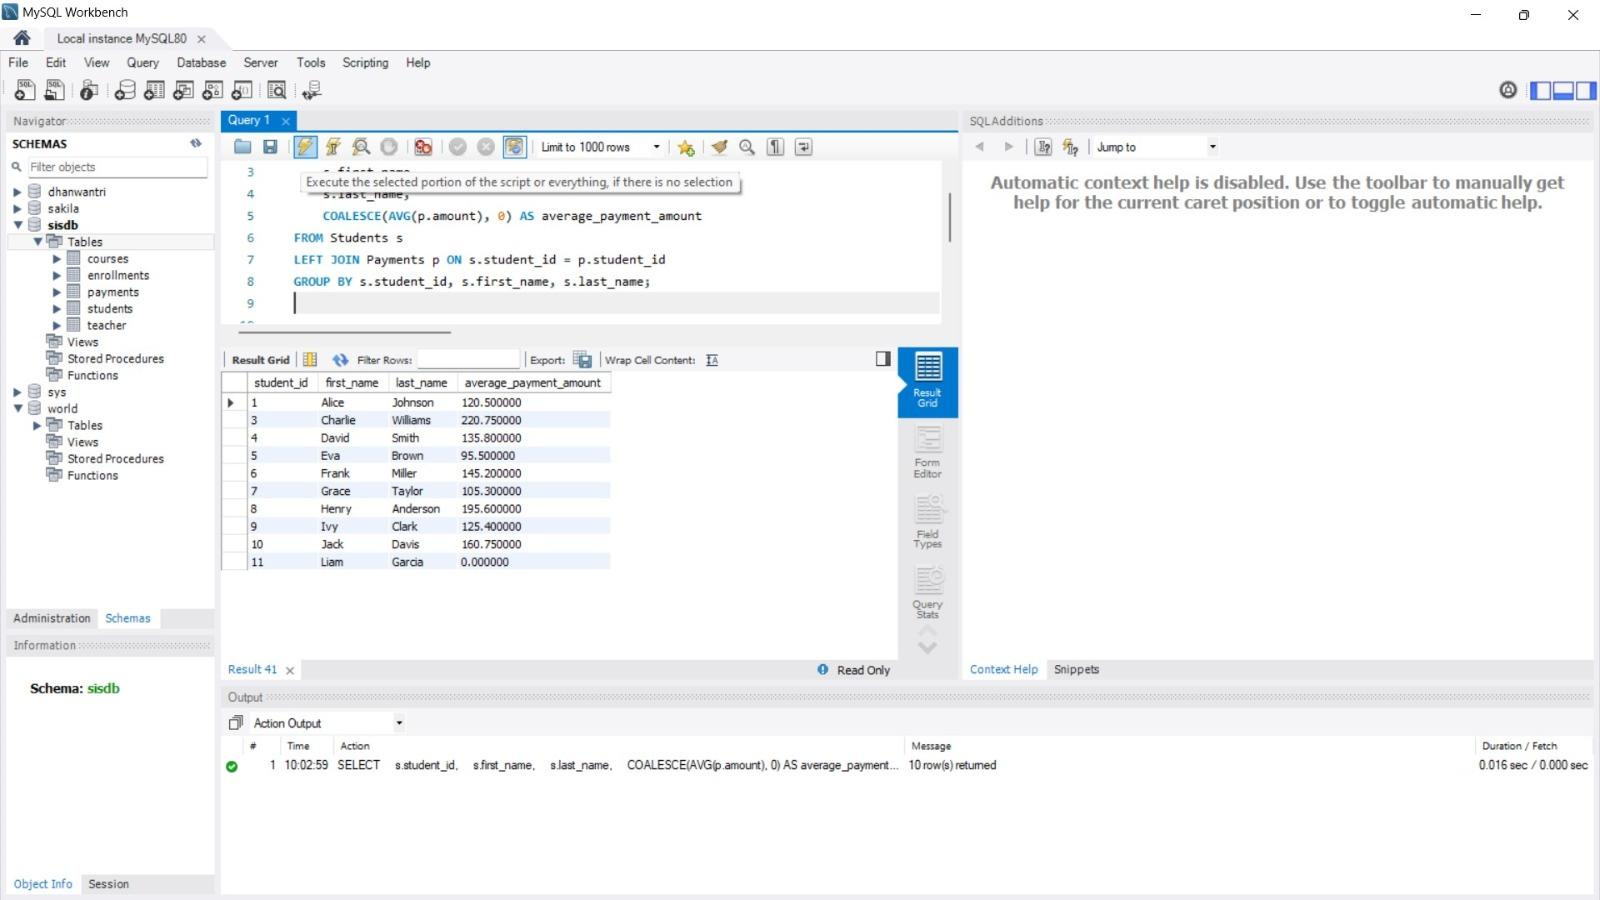 MySQL Workbench
Local instance MySQL80
File Edit View Query Database Server Tools Scripting Help
Navigator
SCHEMAS
Filter objects
dhanwantri
sakila
sisdb
Tables
courses
enrollments
payments
students
teacher
Views
Stored Procedures
Functions
sys
world
Tables
Views
Stored Procedures
Functions
Administration Schemas
Information
Schema: sisdb
Object Info Session
Query 1
Limit to 1000 rows
3 s.first_name,
Execute the selected portion of the script or everything, if there is no selection
4 s.last_name,
5 COALESCE(AVG(p.amount), 0) AS average_payment_amount
6 FROM Students s
7 LEFT JOIN Payments p ON s.student_id = p.student_id
8 GROUP BY s.student_id, s.first_name, s.last_name;
9
Result Grid Filter Rows: Export: Wrap Cell Content:
student_id first_name last_name average_payment_amount
1 Alice Johnson 120.500000
3 Charlie Williams 220.750000
4 David Smith 135.800000
5 Eva Brown 95.500000
6 Frank Miller 145.200000
7 Grace Taylor 105.300000
8 Henry Anderson 195.600000
9 Ivy Clark 125.400000
10 Jack Davis 160.750000
11 Liam Garcia 0.000000
Result Grid
Form Editor
Field Types
Query Stats
Result 41 Read Only
SQLAdditions
Jump to
Automatic context help is disabled. Use the toolbar to manually get
help for the current caret position or to toggle automatic help.
Context Help Snippets
Output
Action Output
# Time Action Message Duration / Fetch
1 10:02:59 SELECT s.student_id, s.first_name, s.last_name, COALESCE(AVG(p.amount), 0) AS average_payment... 10 row(s) returned 0.016 sec / 0.000 sec